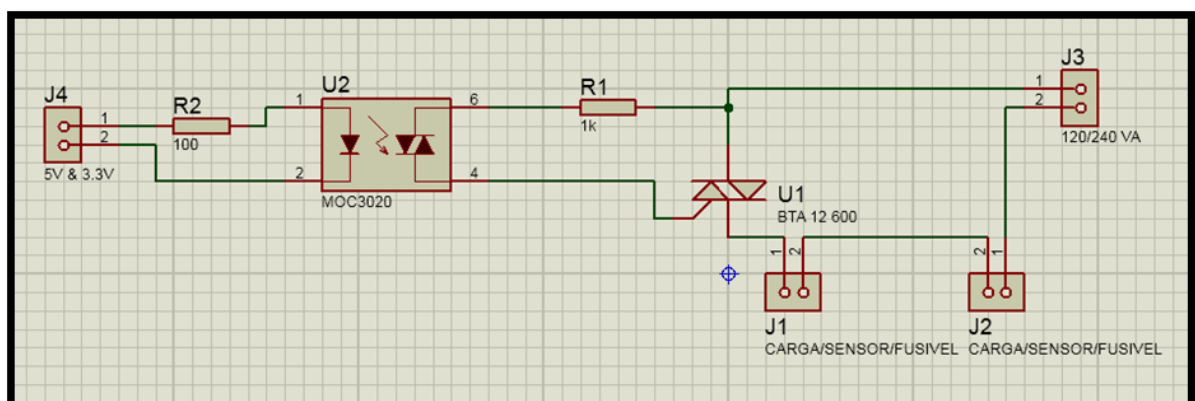 J4
1
2
5V & 3.3V
R2
100
U2
1
2
6
4
MOC3020
R1
1k
J3
1
2
120/240 VA
U1
BTA 12 600
1
2
J1
CARGA/SENSOR/FUSIVEL
2
1
J2
CARGA/SENSOR/FUSIVEL